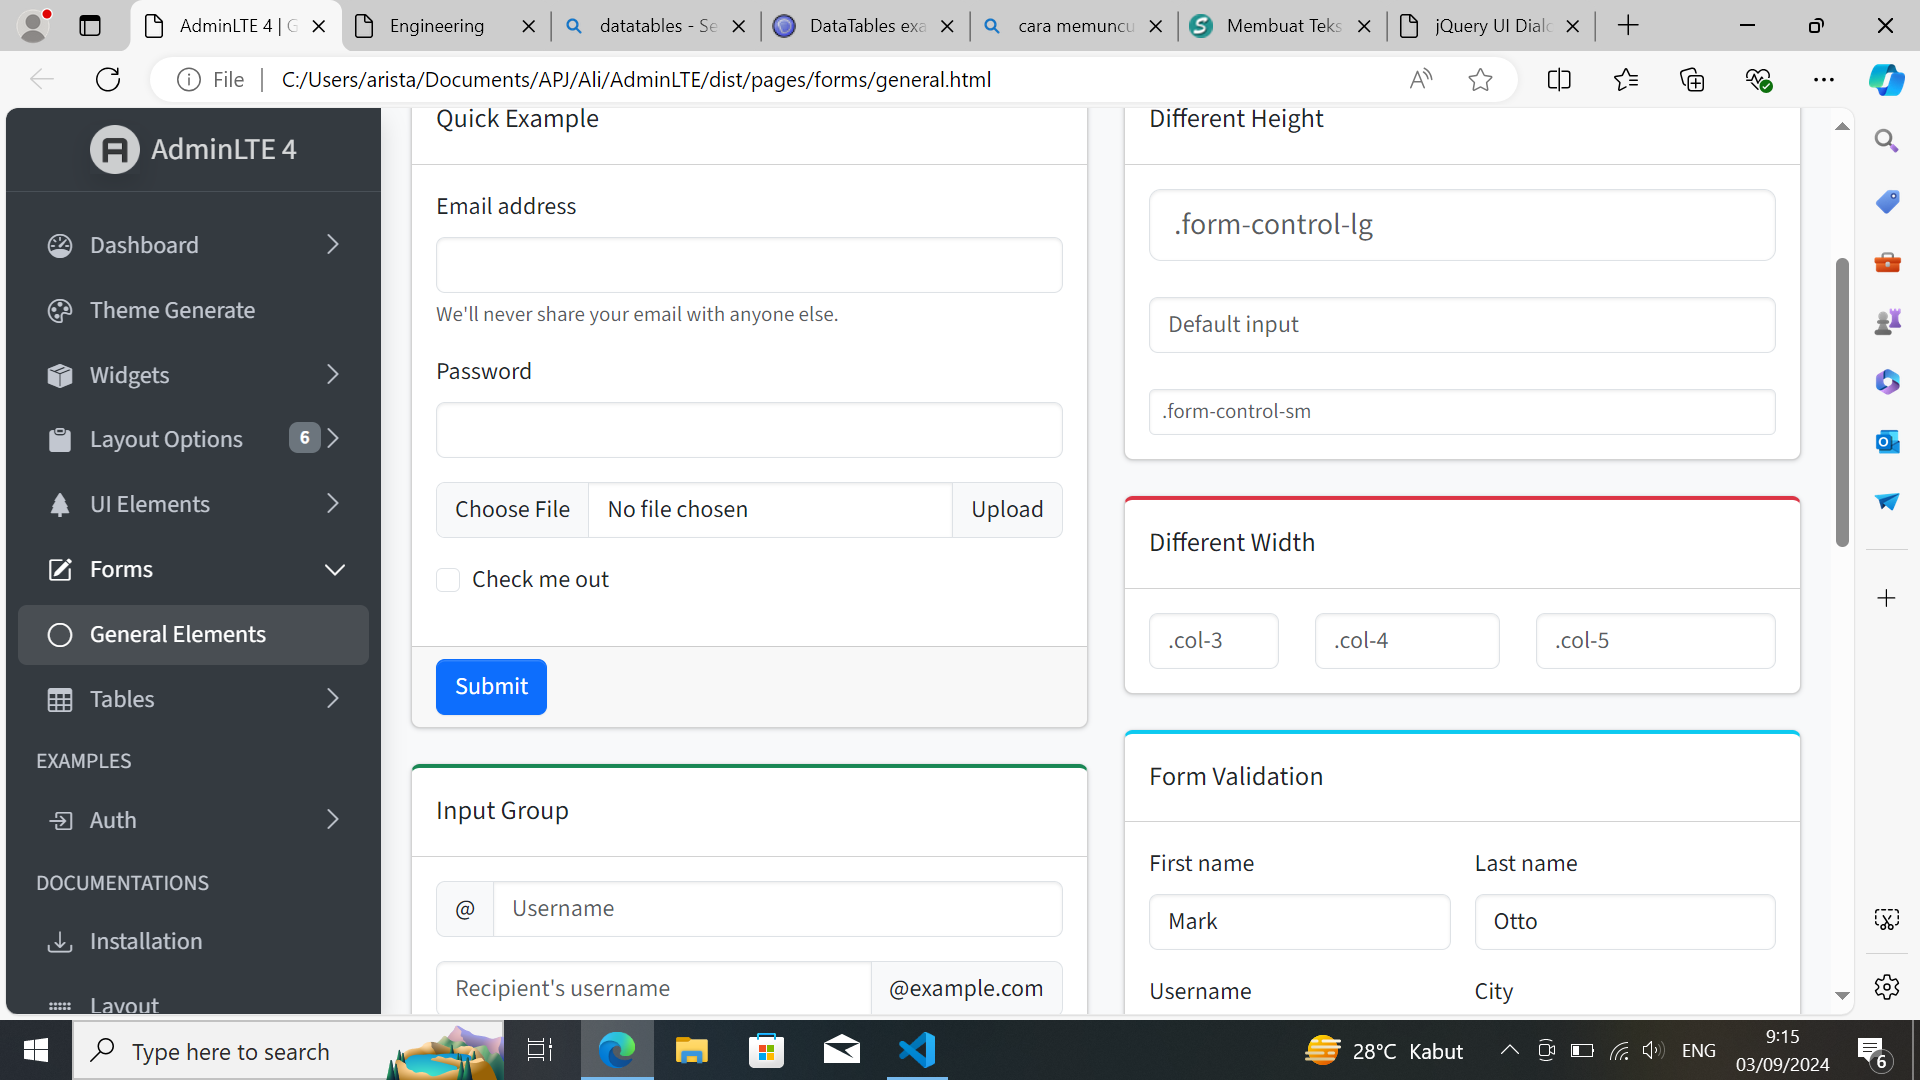 AdminLTE 4 | G
Engineering
datatables - Se
DataTables exa
cara memuncu
Membuat Teks
jQuery UI Dialo
File
C:/Users/arista/Documents/APJ/Ali/AdminLTE/dist/pages/forms/general.html
AdminLTE 4
Dashboard
Theme Generate
Widgets
Layout Options
6
UI Elements
Forms
General Elements
Tables
EXAMPLES
Auth
DOCUMENTATIONS
Installation
Layout
Quick Example
Email address
We'll never share your email with anyone else.
Password
Choose File
No file chosen
Upload
Check me out
Submit
Input Group
@
Username
Recipient's username
@example.com
Different Height
.form-control-lg
Default input
.form-control-sm
Different Width
.col-3
.col-4
.col-5
Form Validation
First name
Last name
Mark
Otto
Username
City
Type here to search
28°C Kabut
ENG
9:15
03/09/2024
6